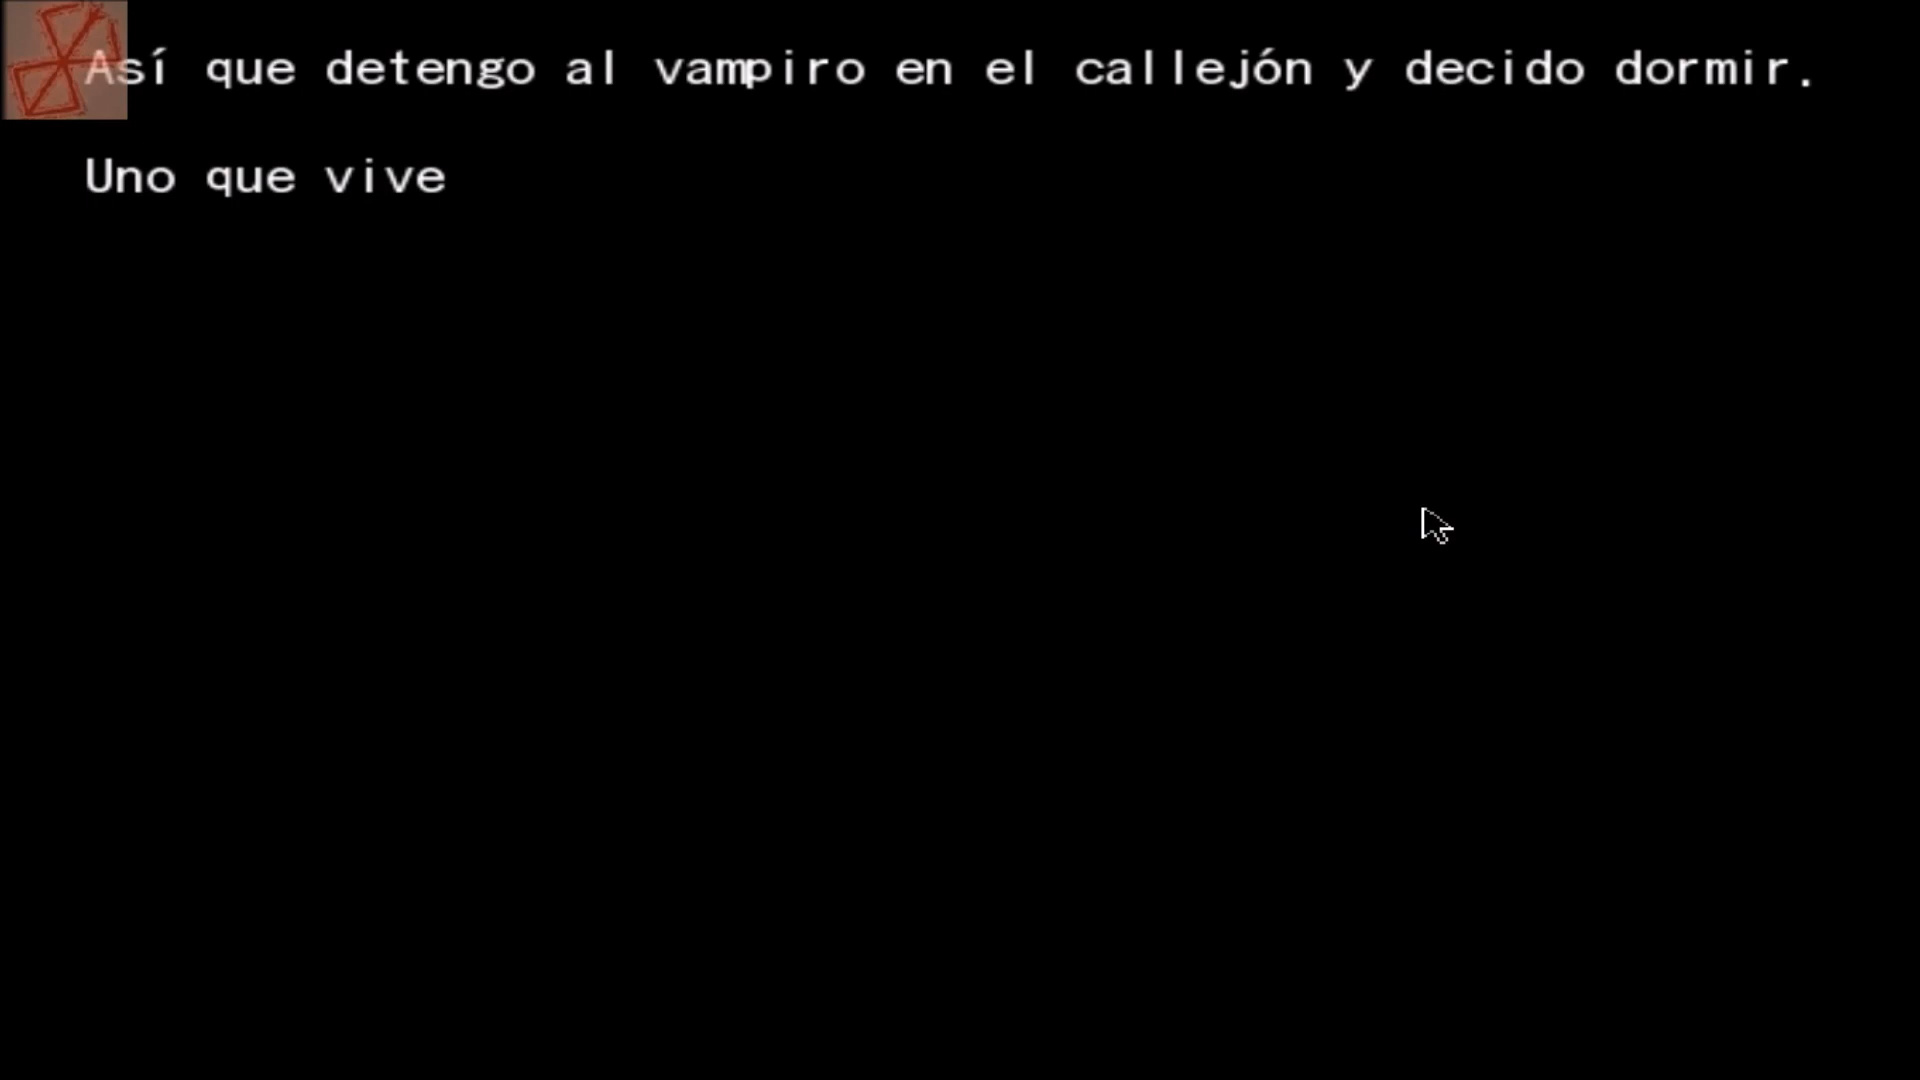 Así que detengo al vampiro en el callejón y decido dormir.
Uno que vive